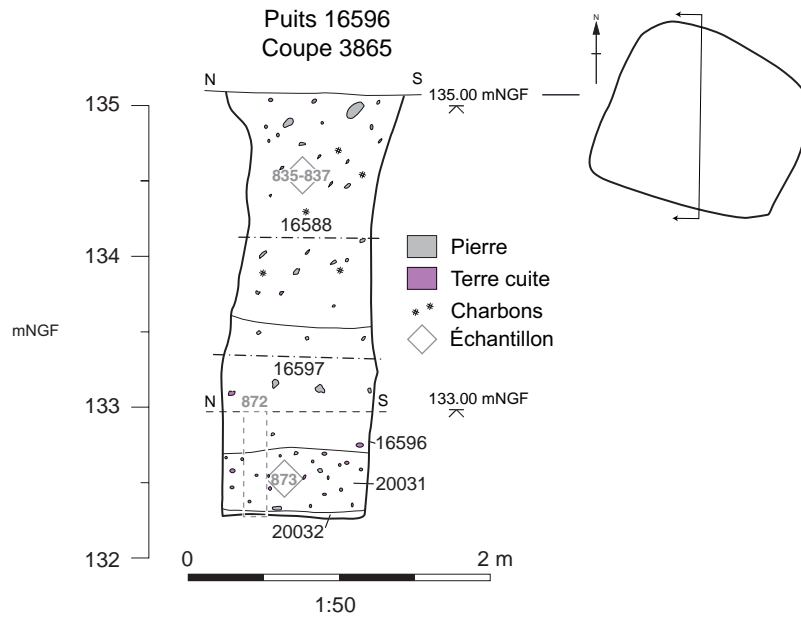 Puits 16596
Coupe 3865
N
S
N
135
135.00 mNGF
835-837
16588
134
Pierre
Terre cuite
Charbons
Échantillon
mNGF
16597
N
872
S
133.00 mNGF
133
16596
873
20031
20032
132
0
2 m
1:50